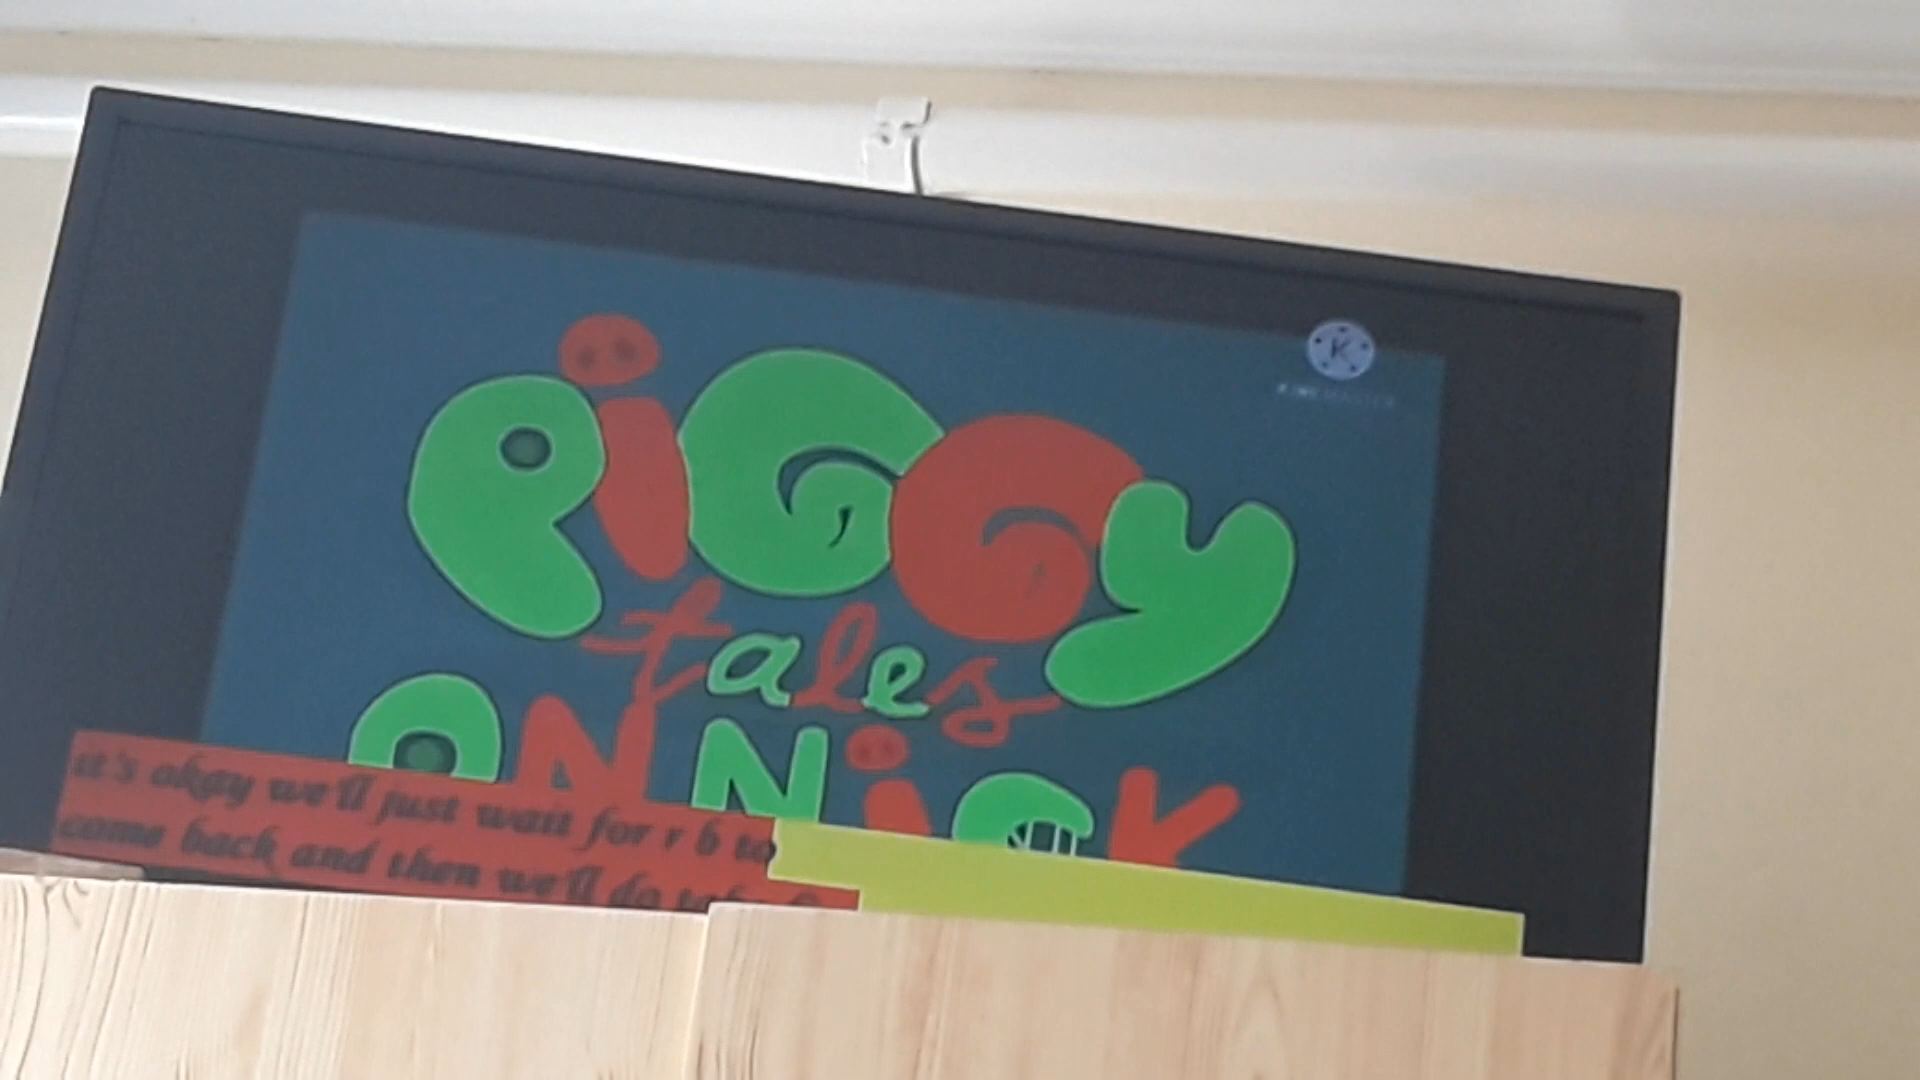 K
KINEMASTER
PiGGy
tales
ON NiCK
it's okay we'll just wait for r b to
come back and then we'll do